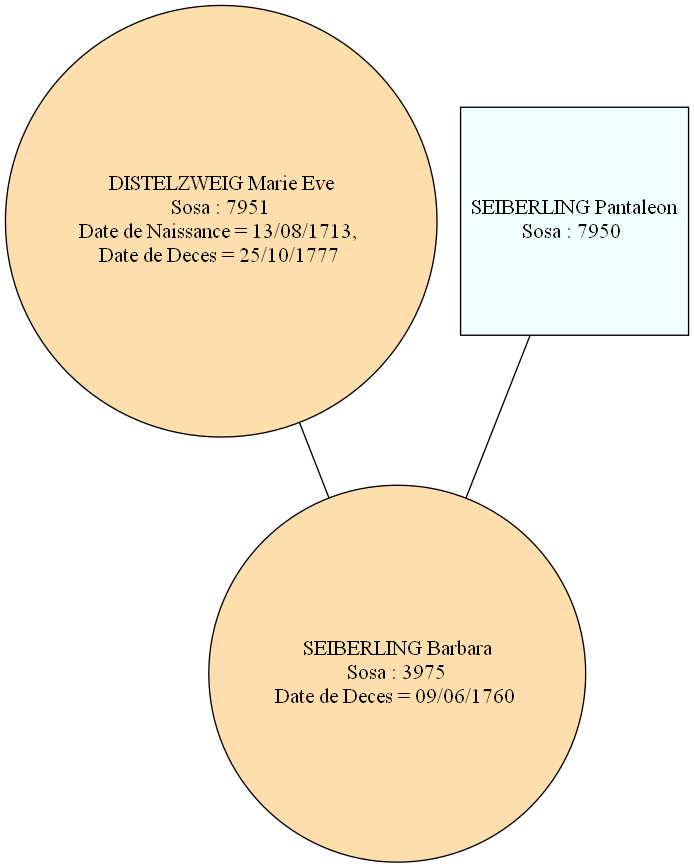 DISTELZWEIG Marie Eve
Sosa : 7951
Date de Naissance = 13/08/1713,
Date de Deces = 25/10/1777
SEIBERLING Pantaleon
Sosa : 7950
SEIBERLING Barbara
Sosa : 3975
Date de Deces = 09/06/1760